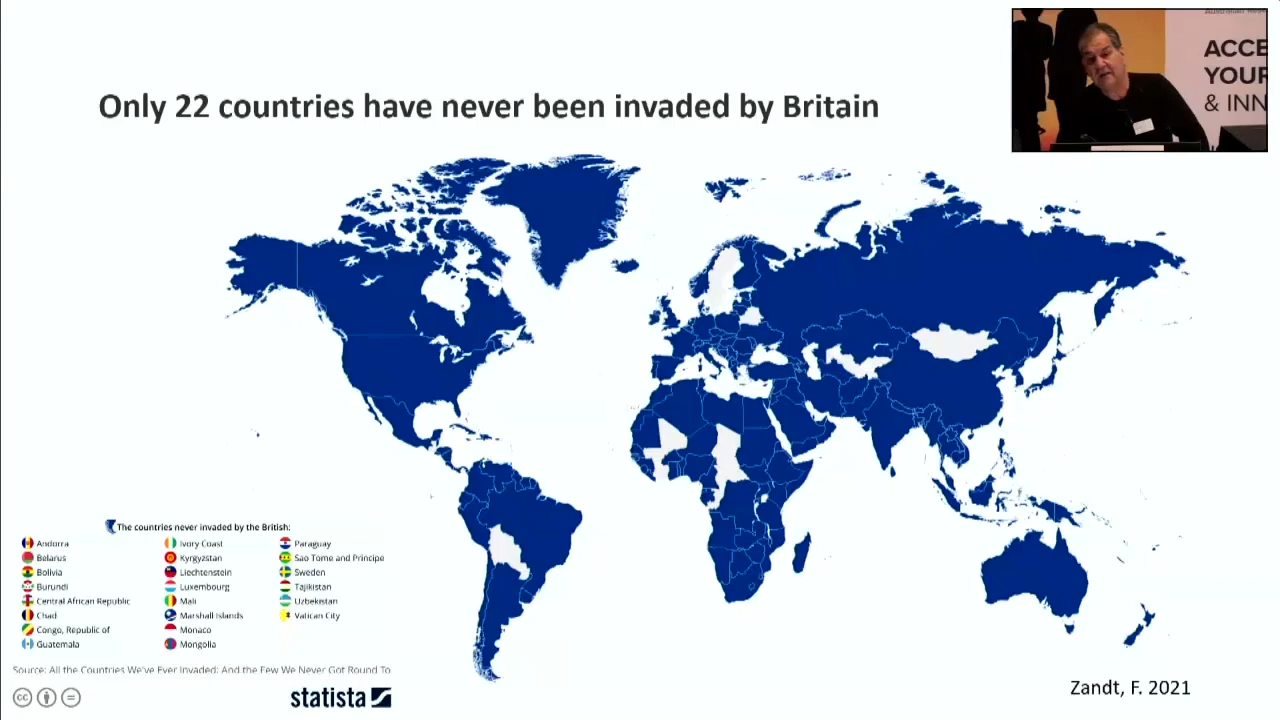 Only 22 countries have never been invaded by Britain
ACCE
YOUR
& INN
The countries never invaded by the British:
Andorra
Belarus
Bolivia
Burundi
Central African Republic
Chad
Congo, Republic of
Guatemala
Ivory Coast
Kyrgyzstan
Liechtenstein
Luxembourg
Mali
Marshall Islands
Monaco
Mongolia
Paraguay
Sao Tome and Principe
Sweden
Tajikistan
Uzbekistan
Vatican City
Source: All the Countries We've Ever Invaded: And the Few We Never Got Round To
cc
statista
Zandt, F. 2021